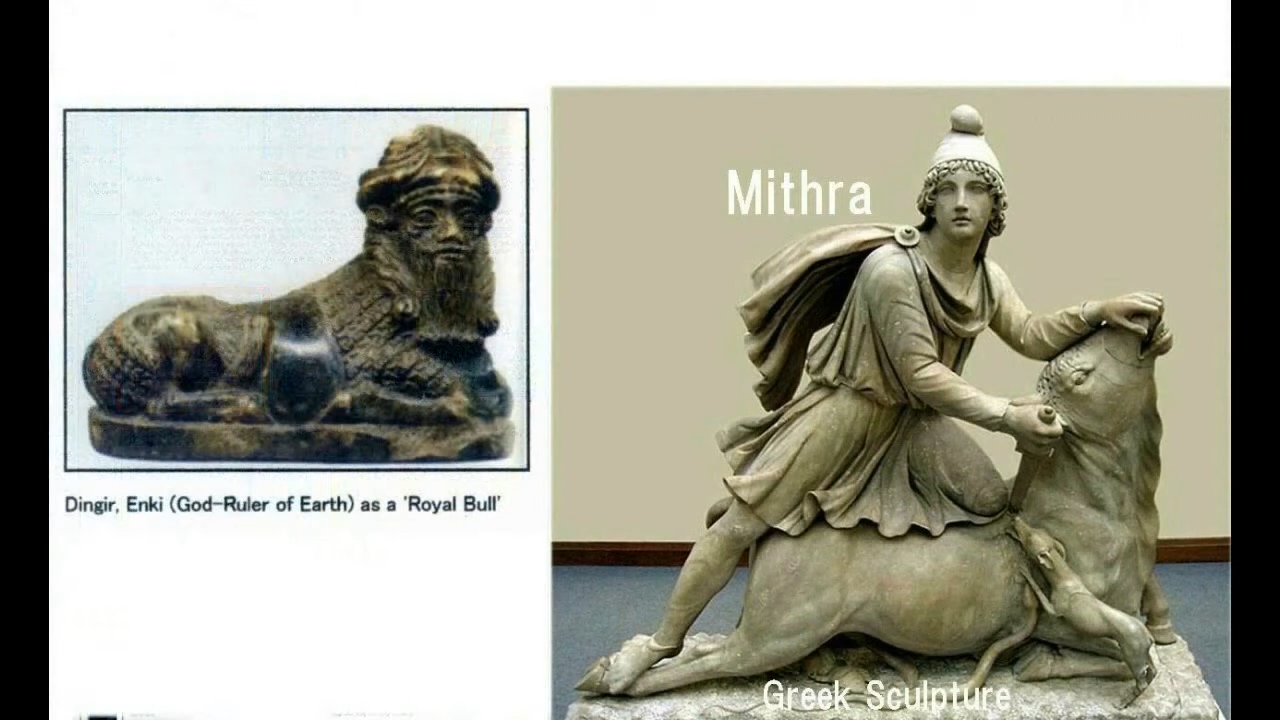 Mithra
Dingir, Enki (God-Ruler of Earth) as a 'Royal Bull'
Greek Sculpture